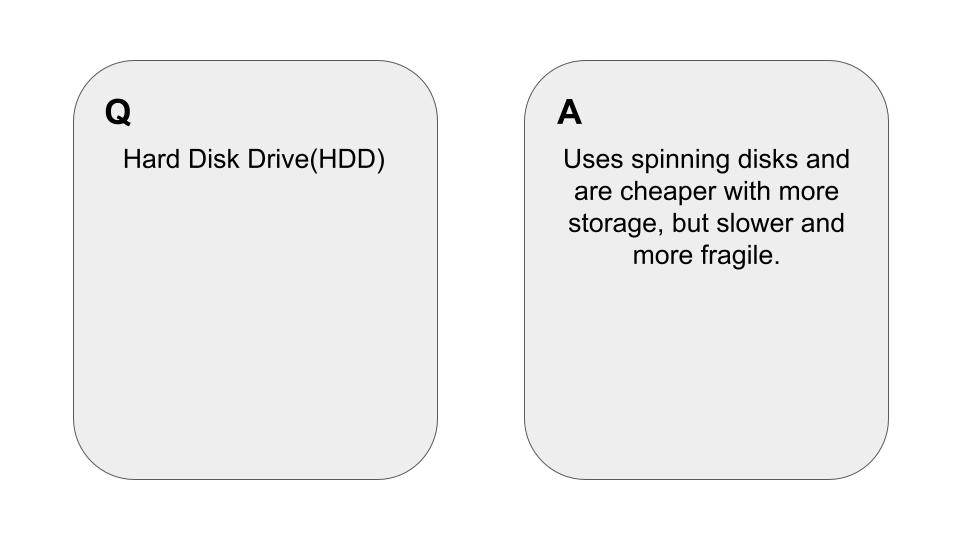 Q
Hard Disk Drive(HDD)
A
Uses spinning disks and
are cheaper with more
storage, but slower and
more fragile.